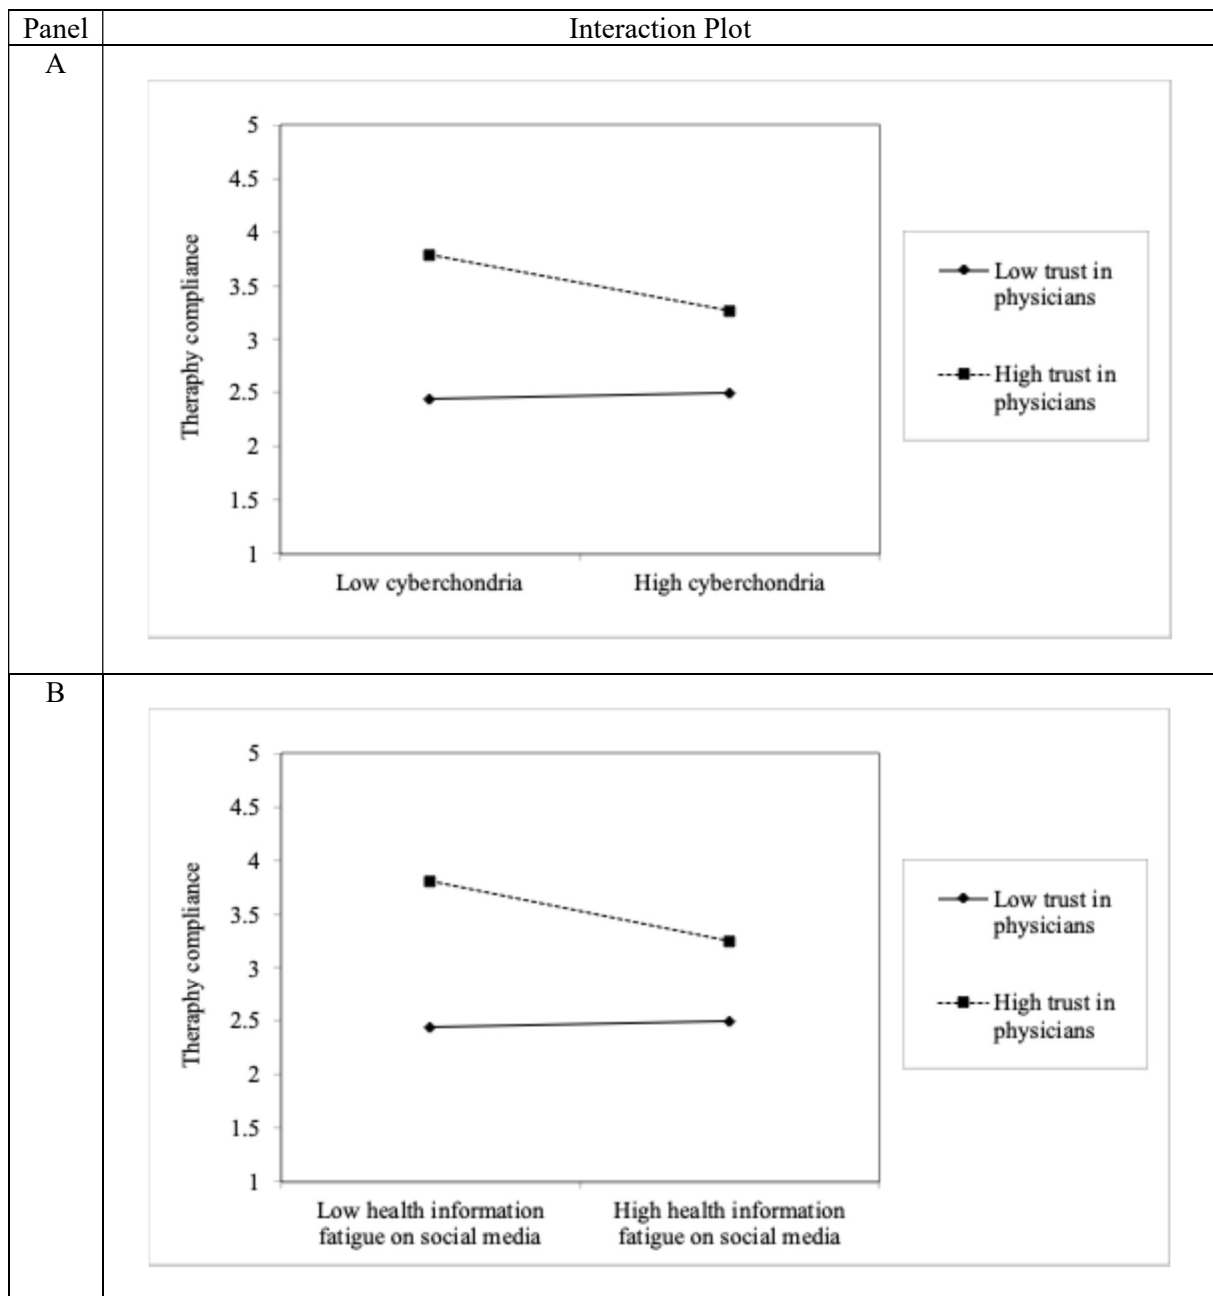 Panel Interaction Plot
A
5
4.5
4
3.5
3
2.5
2
1.5
1
Theraphy compliance
Low cyberchondria High cyberchondria
Low trust in
physicians
High trust in
physicians
B
5
4.5
4
3.5
3
2.5
2
1.5
1
Theraphy compliance
Low health information
fatigue on social media
High health information
fatigue on social media
Low trust in
physicians
High trust in
physicians